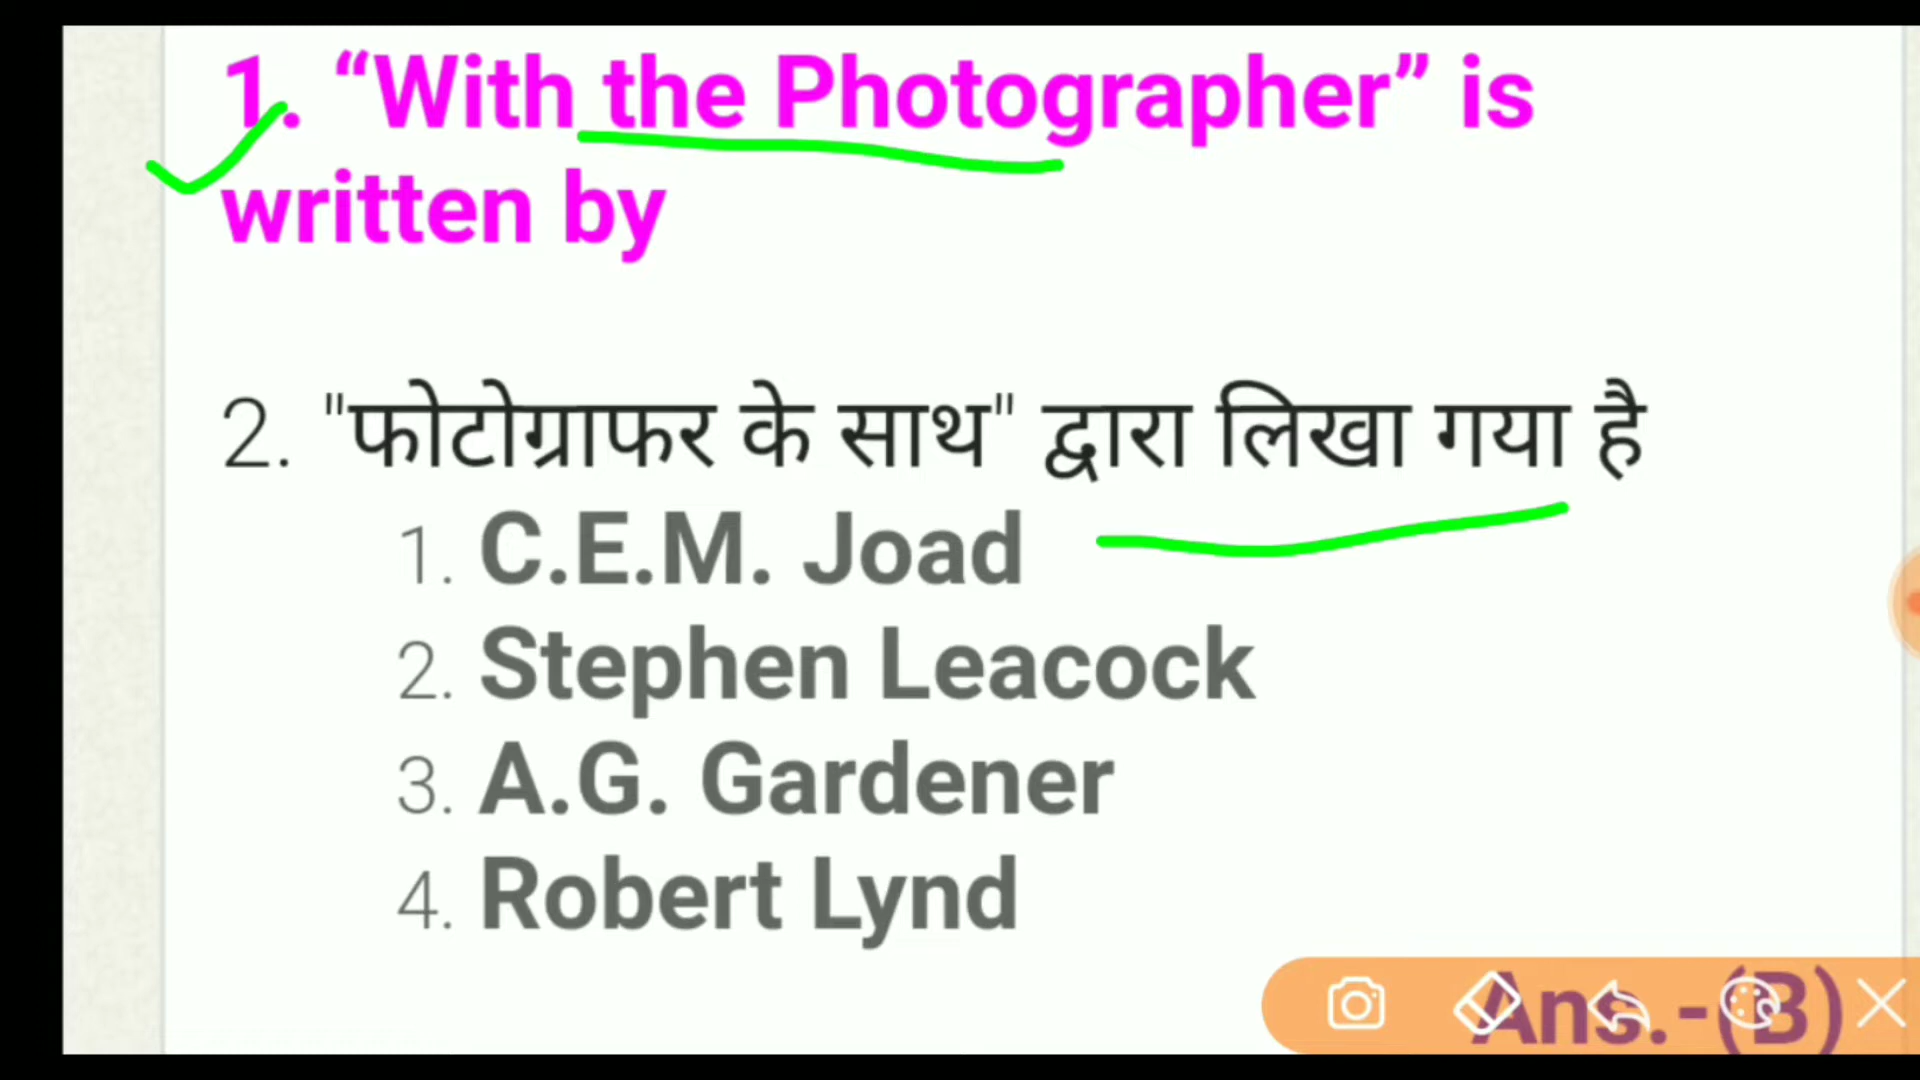 1. “With the Photographer” is
written by
2. "फोटोग्राफर के साथ" द्वारा लिखा गया है
1. C.E.M. Joad
2. Stephen Leacock
3. A.G. Gardener
4. Robert Lynd
Ans.-(B)